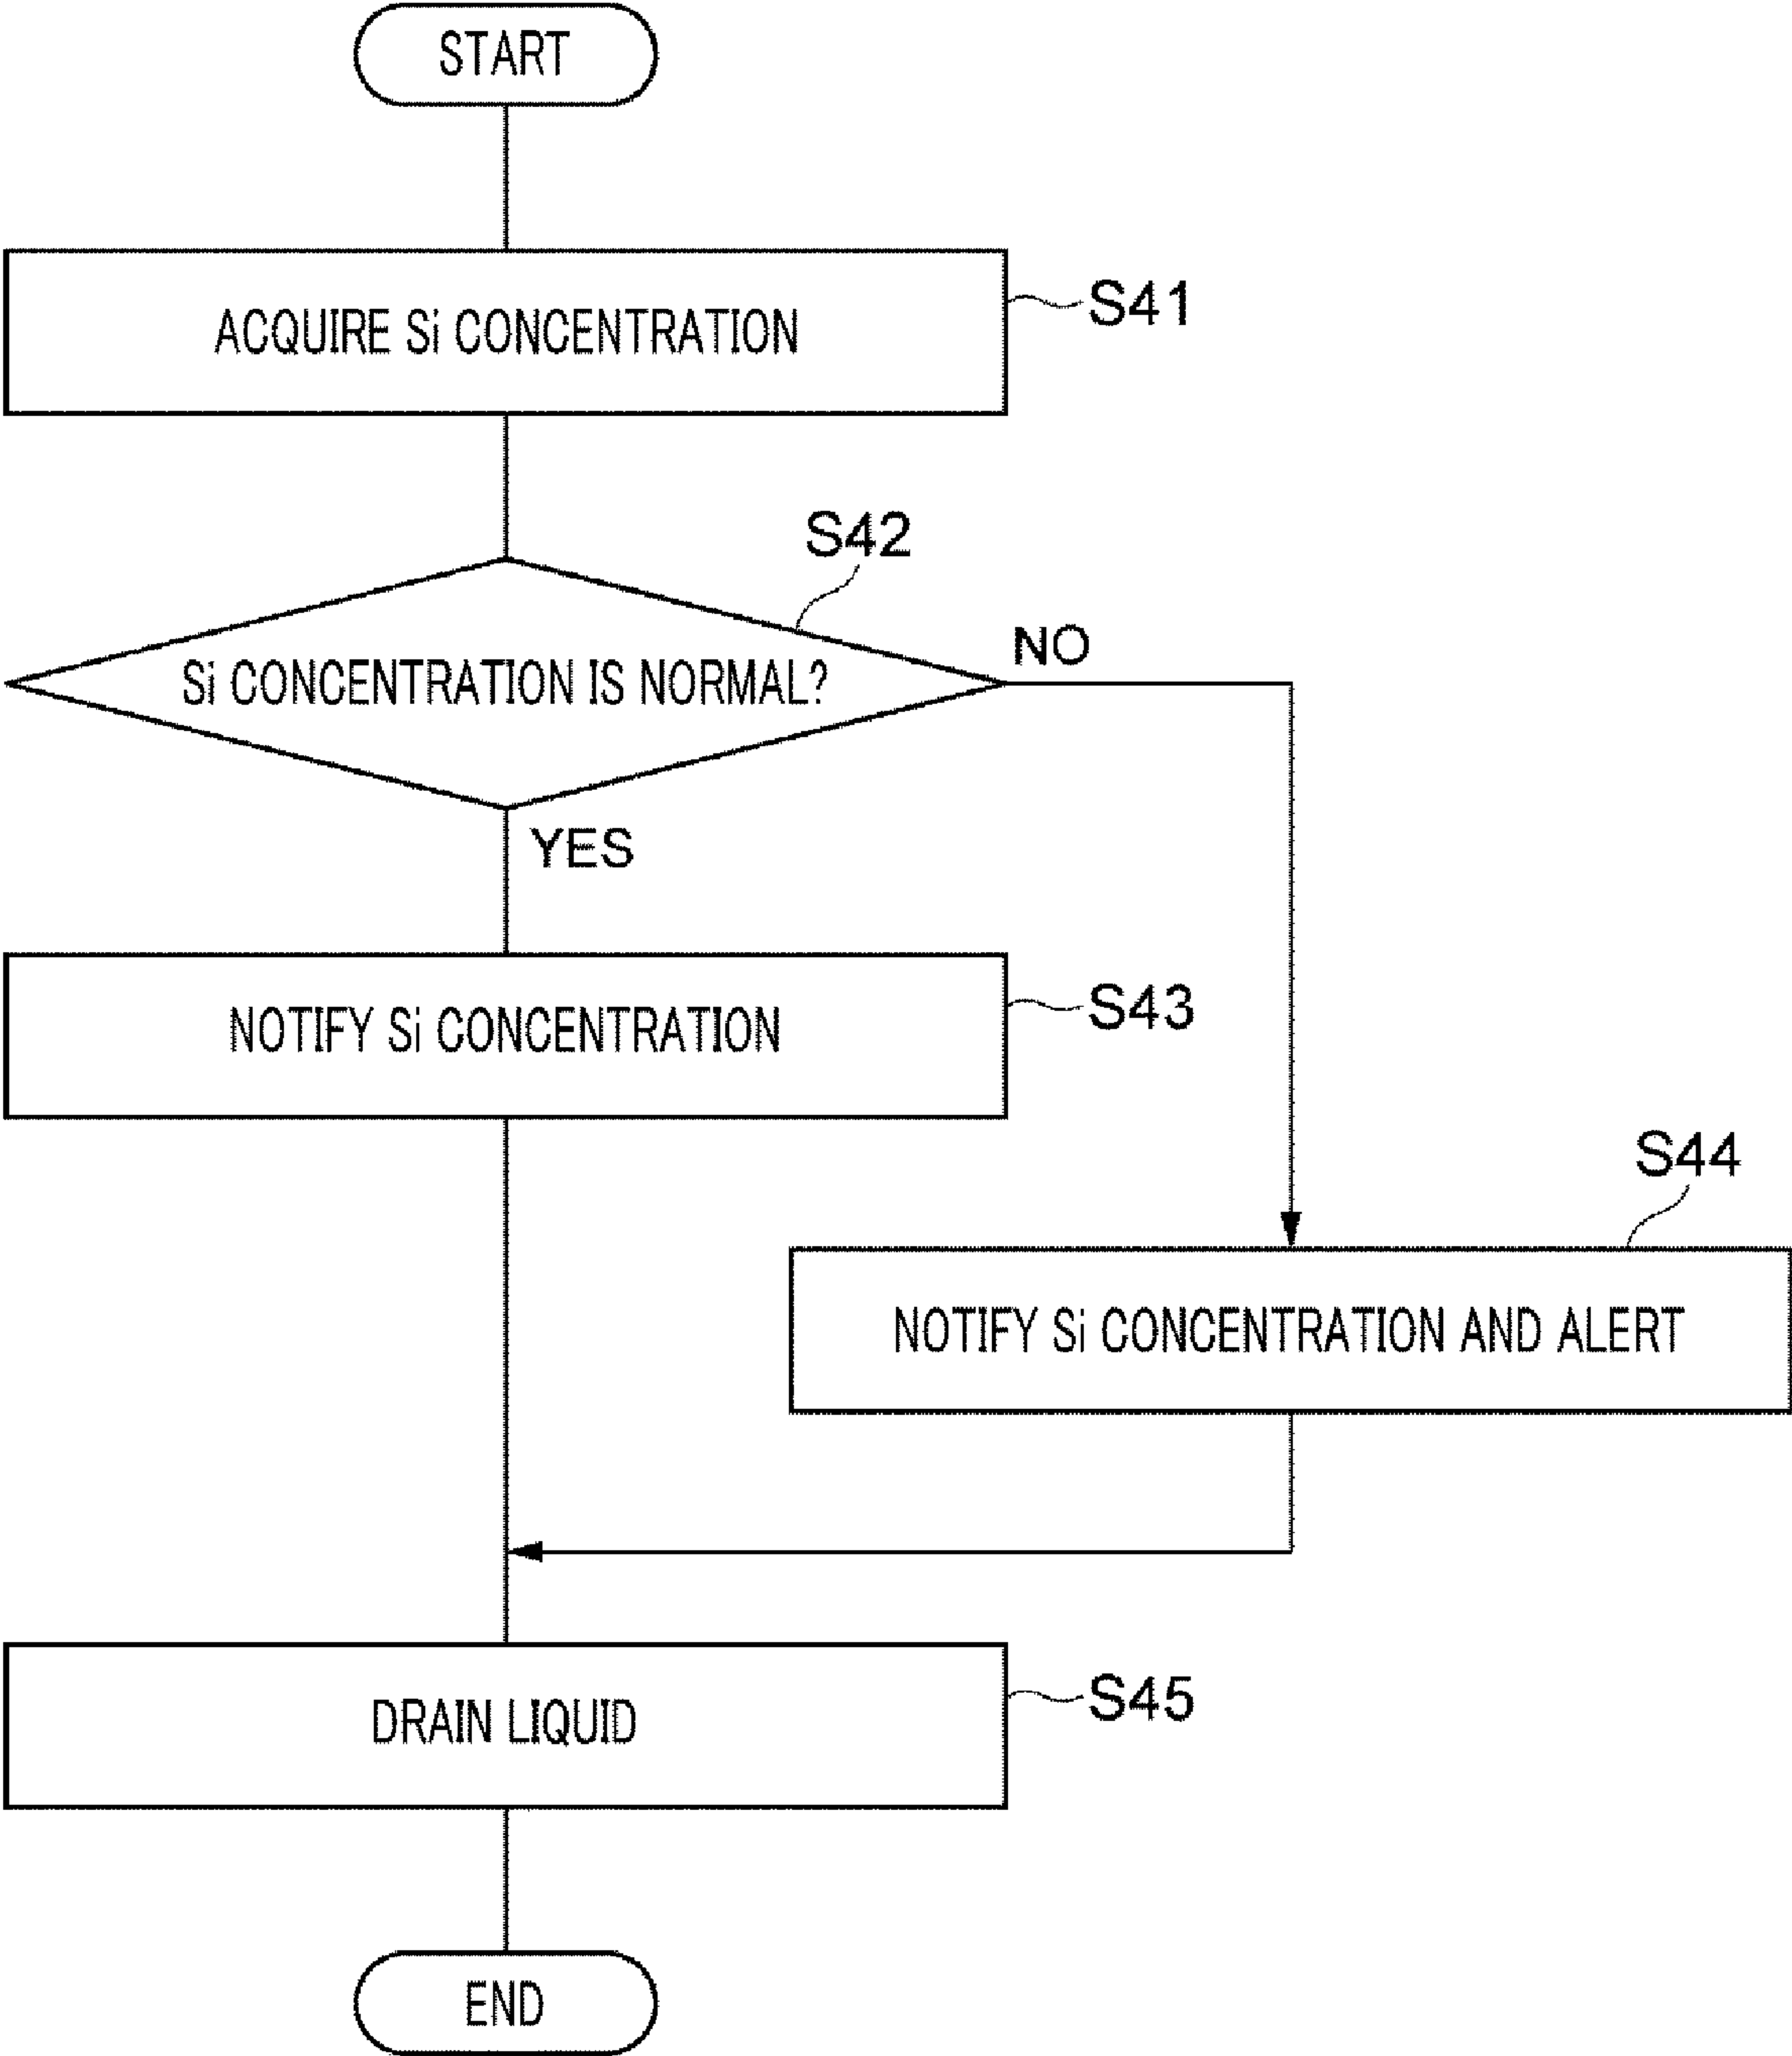 START
ACQUIRE Si CONCENTRATION
S41
S42
Si CONCENTRATION IS NORMAL?
NO
YES
NOTIFY Si CONCENTRATION
S43
S44
NOTIFY Si CONCENTRATION AND ALERT
DRAIN LIQUID
S45
END